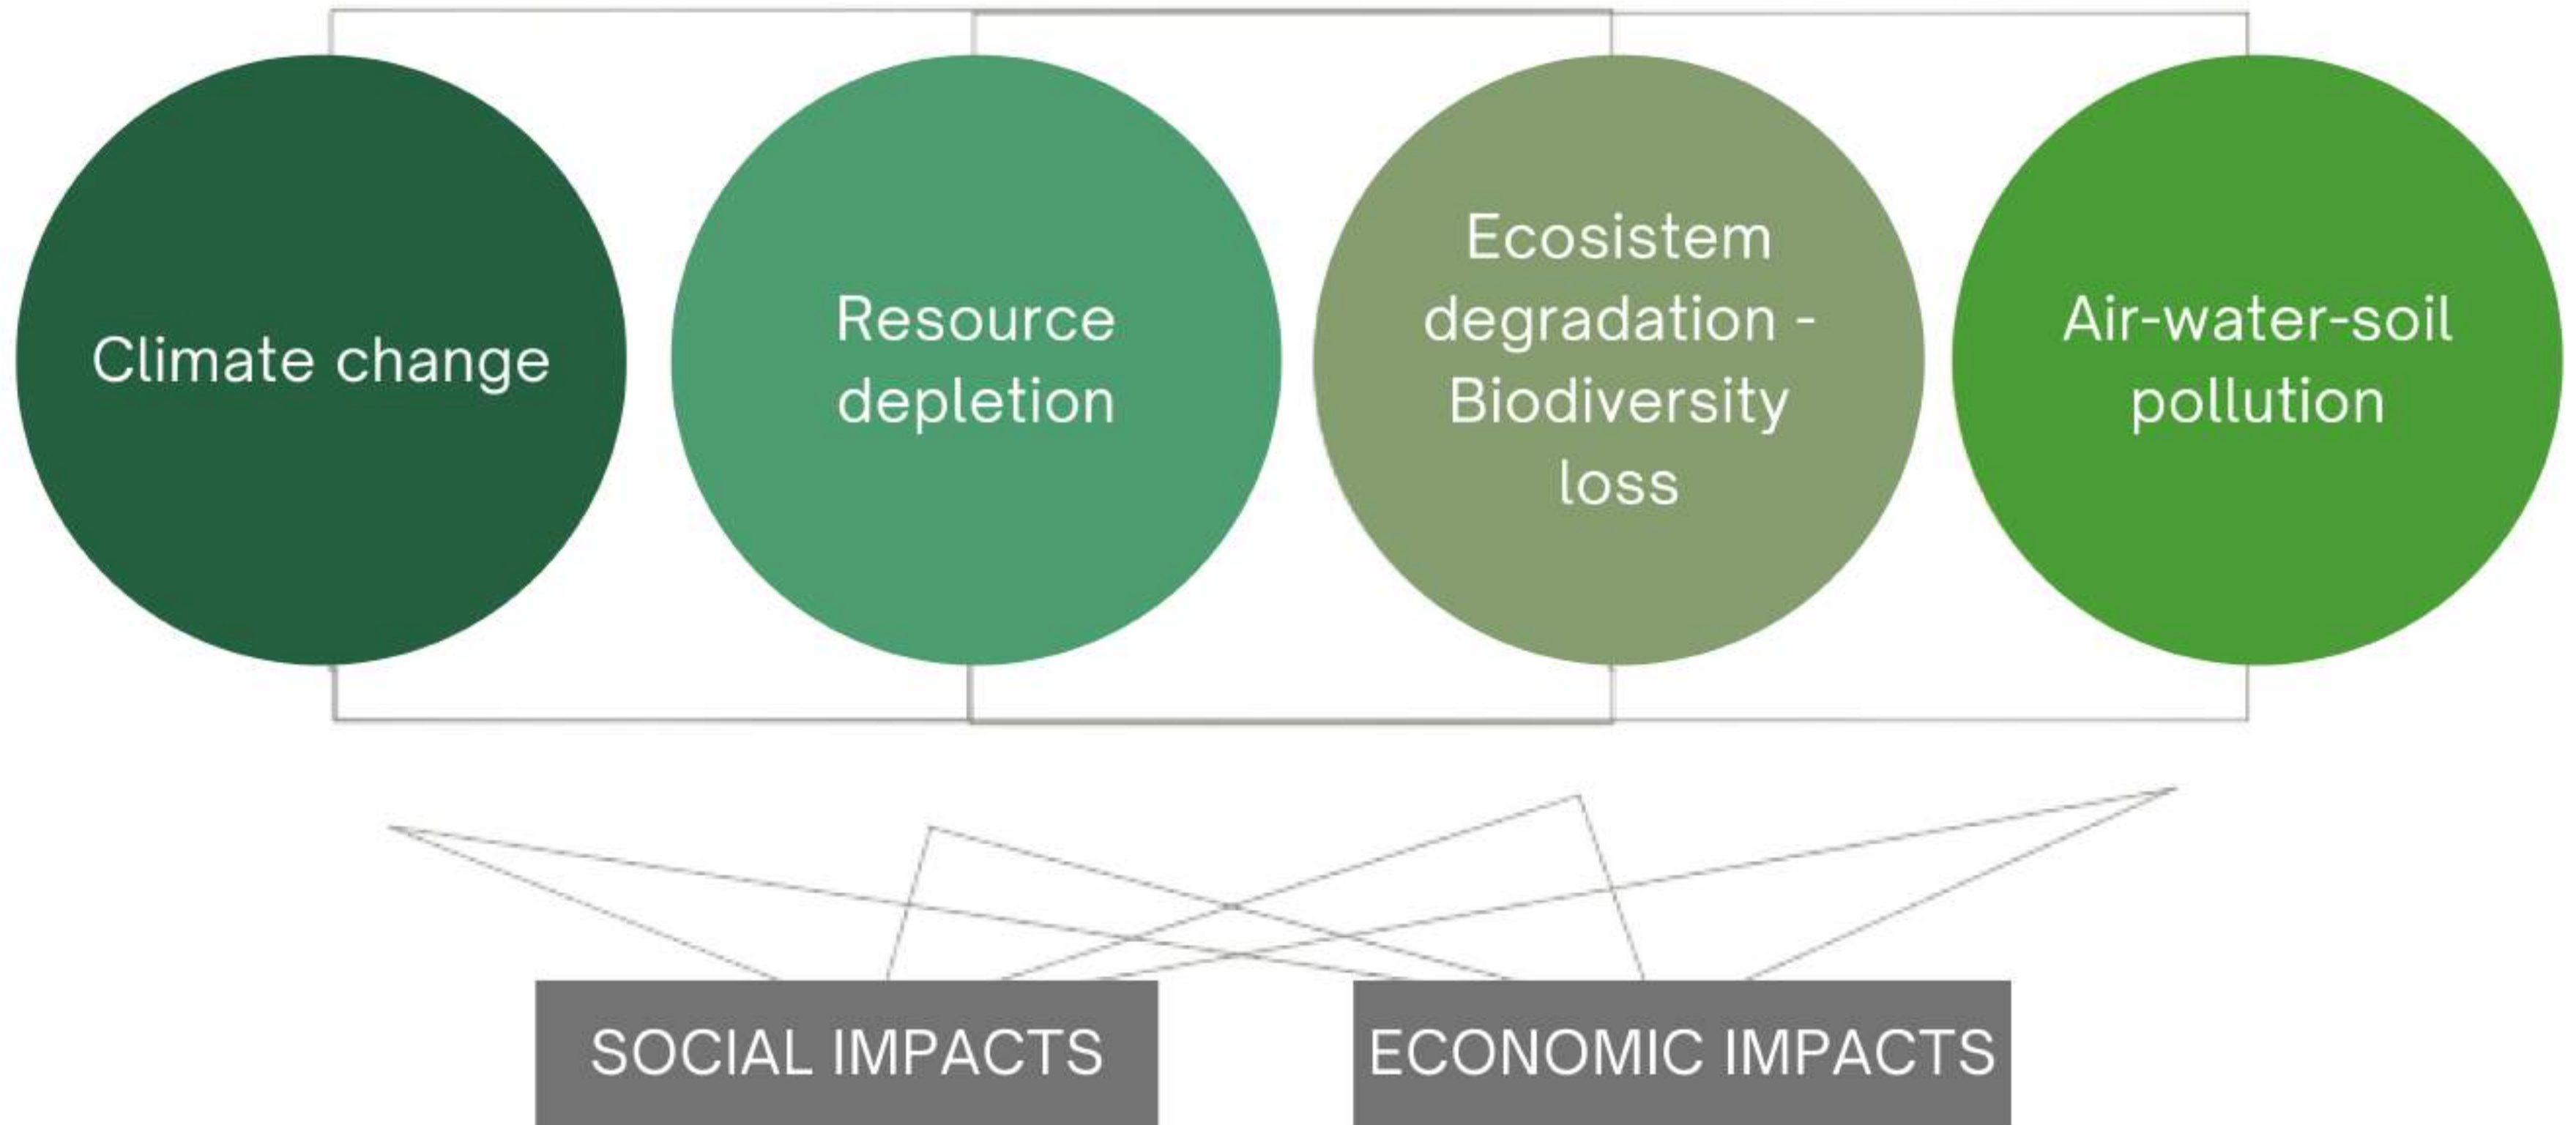 Climate change
Resource
depletion
Ecosistem
degradation -
Biodiversity
loss
Air-water-soil
pollution
SOCIAL IMPACTS
ECONOMIC IMPACTS